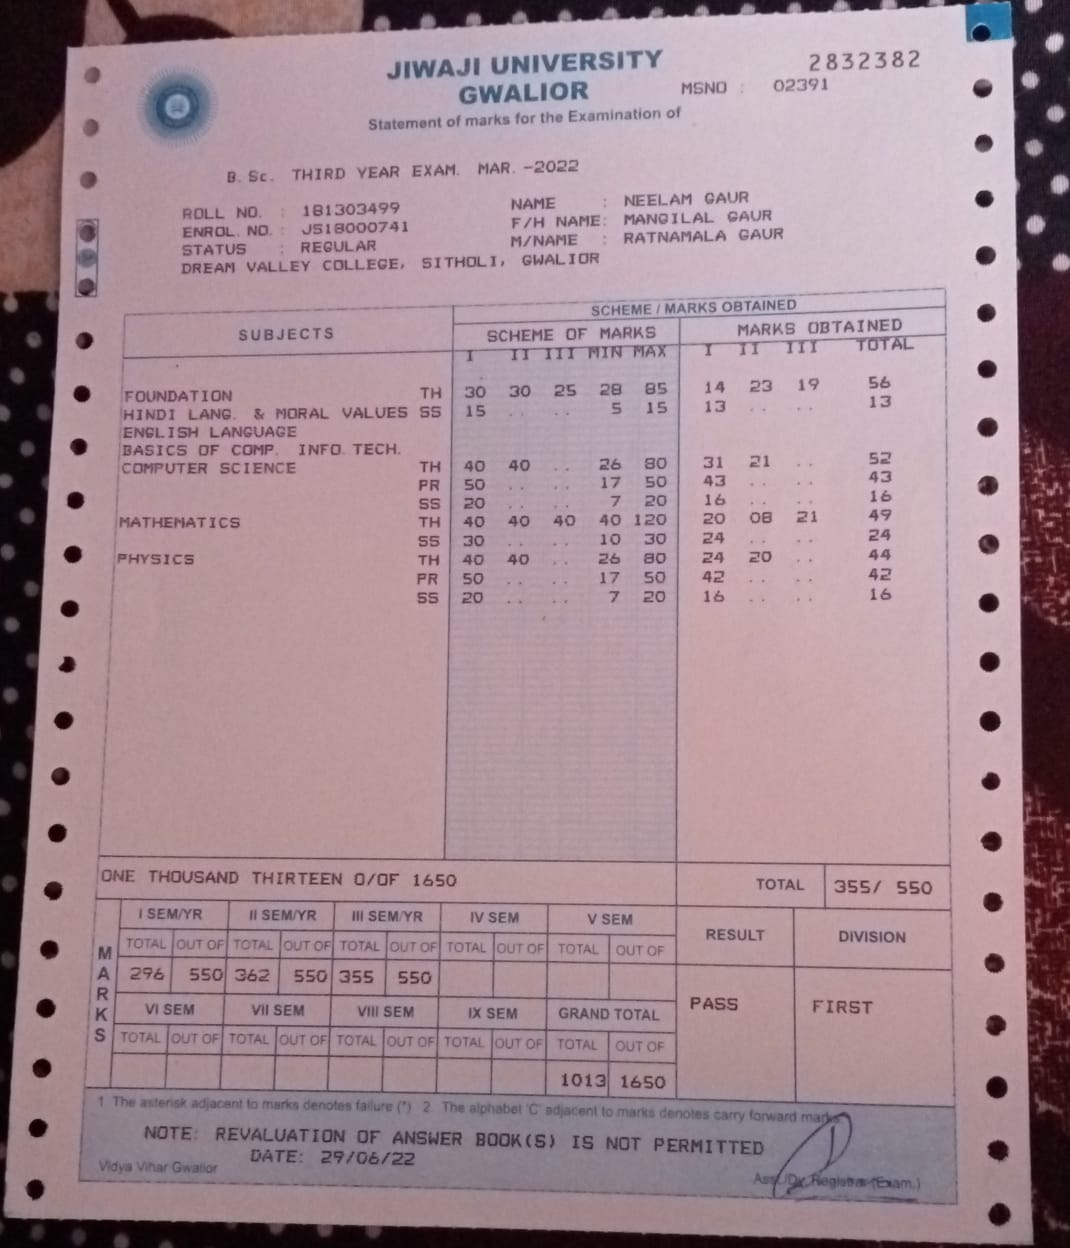 JIWAJI UNIVERSITY
GWALIOR
2832382
MSNO : 02391
Statement of marks for the Examination of
B. Sc. THIRD YEAR EXAM. MAR. -2022
ROLL NO. : 181303499 NAME : NEELAM GAUR
ENROL. NO. : JS18000741 F/H NAME: MANGILAL GAUR
STATUS : REGULAR M/NAME : RATNAMALA GAUR
DREAM VALLEY COLLEGE, SITHOLI, GWALIOR
SCHEME / MARKS OBTAINED
SUBJECTS SCHEME OF MARKS MARKS OBTAINED
I II III MIN MAX I II III TOTAL
FOUNDATION TH 30 30 25 28 85 14 23 19 56
HINDI LANG. & MORAL VALUES SS 15 .. .. 5 15 13 .. .. 13
ENGLISH LANGUAGE
BASICS OF COMP. INFO. TECH.
COMPUTER SCIENCE TH 40 40 .. 26 80 31 21 .. 52
PR 50 .. .. 17 50 43 .. .. 43
SS 20 .. .. 7 20 16 .. .. 16
MATHEMATICS TH 40 40 40 40 120 20 08 21 49
SS 30 .. .. 10 30 24 .. .. 24
PHYSICS TH 40 40 .. 26 80 24 20 .. 44
PR 50 .. .. 17 50 42 .. .. 42
SS 20 .. .. 7 20 16 .. .. 16
ONE THOUSAND THIRTEEN O/OF 1650 TOTAL 355/ 550
MARKS
I SEM/YR II SEM/YR III SEM/YR IV SEM V SEM RESULT DIVISION
TOTAL OUT OF TOTAL OUT OF TOTAL OUT OF TOTAL OUT OF TOTAL OUT OF
296 550 362 550 355 550
PASS FIRST
VI SEM VII SEM VIII SEM IX SEM GRAND TOTAL
TOTAL OUT OF TOTAL OUT OF TOTAL OUT OF TOTAL OUT OF TOTAL OUT OF
1013 1650
1 The asterisk adjacent to marks denotes failure (*) 2 The alphabet 'C' adjacent to marks denotes carry forward marks
NOTE: REVALUATION OF ANSWER BOOK(S) IS NOT PERMITTED
DATE: 29/06/22
Vidya Vihar Gwalior
Asst./Dy. Registrar (Exam.)